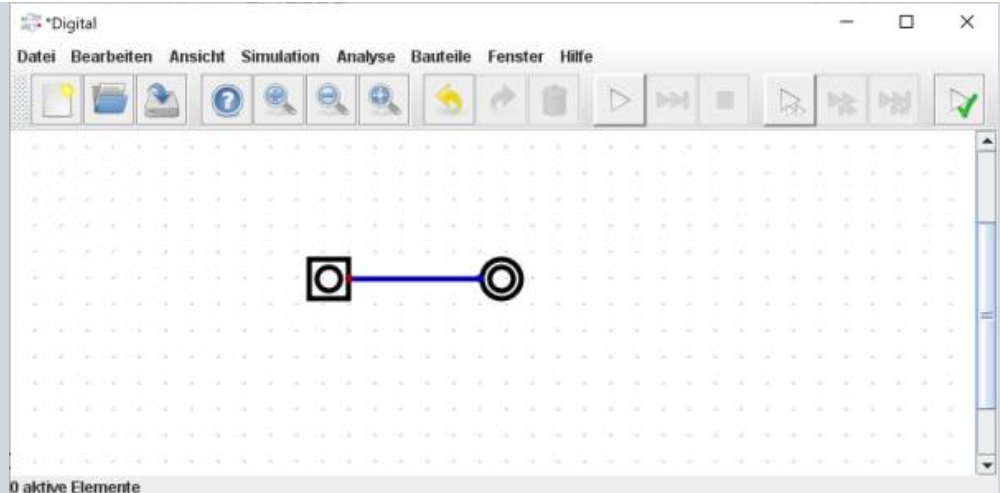 *Digital
Datei Bearbeiten Ansicht Simulation Analyse Bauteile Fenster Hilfe
0 aktive Elemente